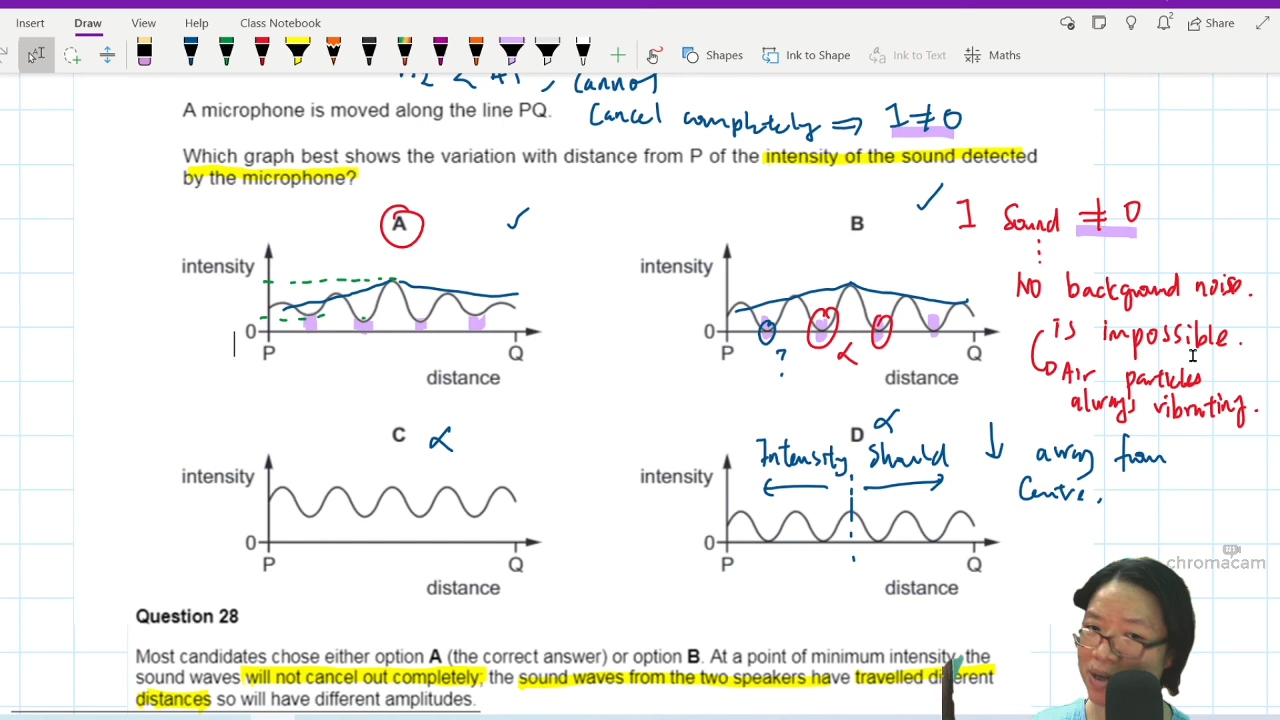 Insert Draw View Help Class Notebook Share
Shapes Ink to Shape Ink to Text Maths
A2 < A1, Cannot
A microphone is moved along the line PQ.
Cancel completely ⇒ I ≠ 0
Which graph best shows the variation with distance from P of the intensity of the sound detected
by the microphone?
A ✓
B ✓
I Sound ≠ 0
intensity
intensity
No background noise.
is impossible.
0
0
P Q
P ? Q
Air particles
distance
distance
always vibrating.
C
D
Intensity Should ↓ away from
Centre.
intensity
intensity
0
0
P Q
P Q
distance
distance
chromacam
Question 28
Most candidates chose either option A (the correct answer) or option B. At a point of minimum intensity, the
sound waves will not cancel out completely; the sound waves from the two speakers have travelled different
distances so will have different amplitudes.